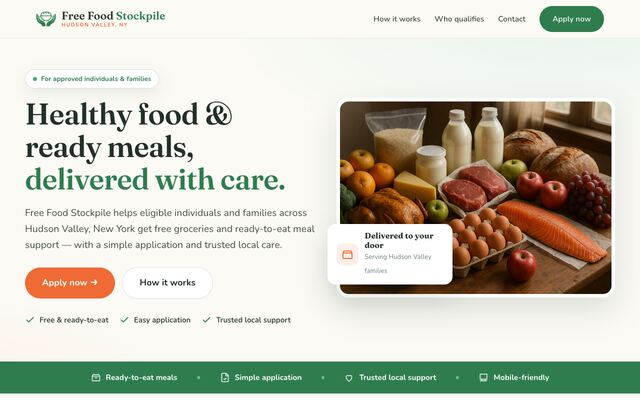 Free Food Stockpile
HUDSON VALLEY, NY
How it works
Who qualifies
Contact
Apply now
For approved individuals & families
Healthy food &
ready meals,
delivered with care.
Free Food Stockpile helps eligible individuals and families across
Hudson Valley, New York get free groceries and ready-to-eat meal
support — with a simple application and trusted local care.
Apply now →
How it works
Free & ready-to-eat
Easy application
Trusted local support
Delivered to your
door
Serving Hudson Valley
families
Ready-to-eat meals
Simple application
Trusted local support
Mobile-friendly